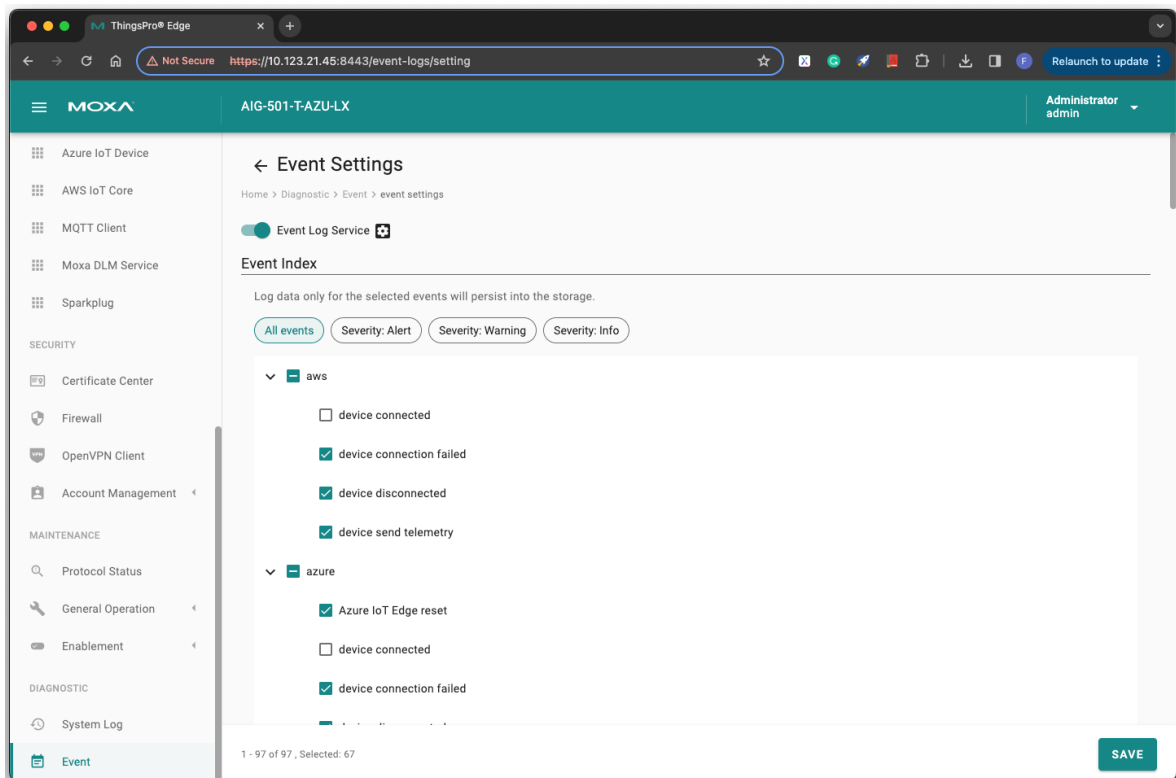 ThingsPro® Edge
Not Secure https://10.123.21.45:8443/event-logs/setting
F
Relaunch to update
MOXA
AIG-501-T-AZU-LX
Administrator
admin
Azure IoT Device
AWS IoT Core
MQTT Client
Moxa DLM Service
Sparkplug
SECURITY
Certificate Center
Firewall
VPN
OpenVPN Client
Account Management
MAINTENANCE
Protocol Status
General Operation
Enablement
DIAGNOSTIC
System Log
Event
Event Settings
Home > Diagnostic > Event > event settings
Event Log Service
Event Index
Log data only for the selected events will persist into the storage.
All events
Severity: Alert
Severity: Warning
Severity: Info
aws
device connected
device connection failed
device disconnected
device send telemetry
azure
Azure IoT Edge reset
device connected
device connection failed
1 - 97 of 97 , Selected: 67
SAVE